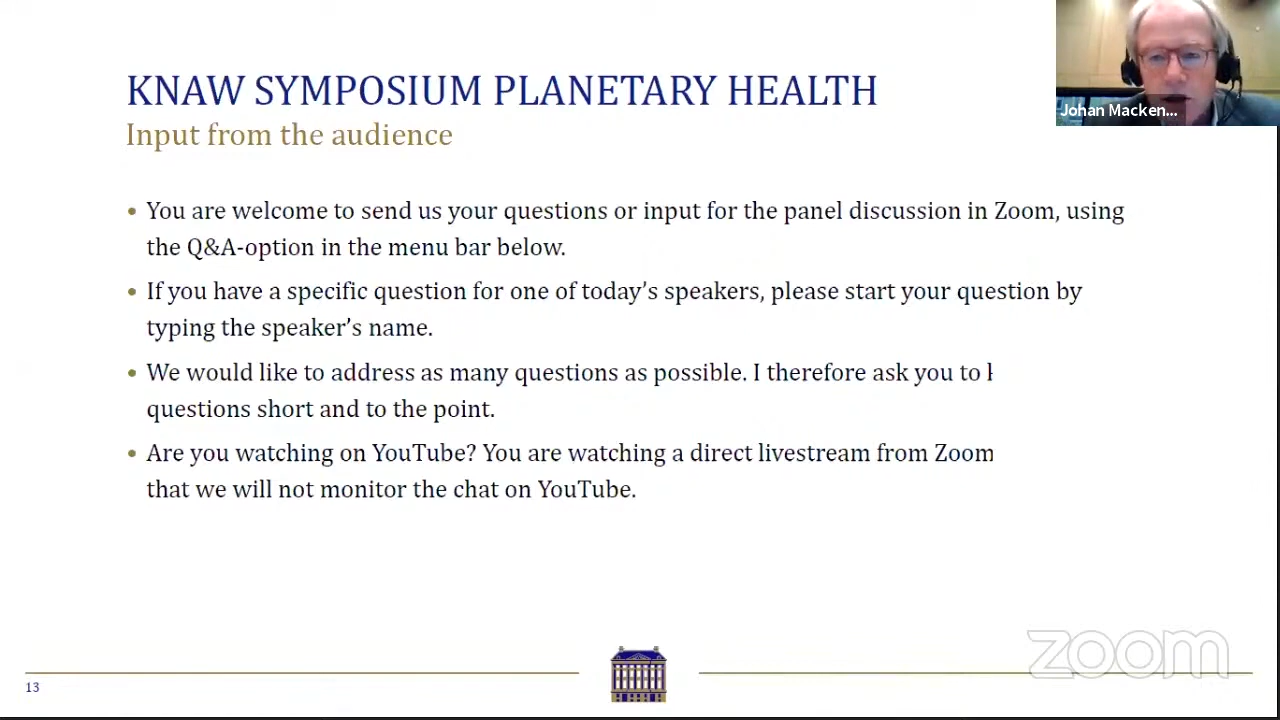 KNAW SYMPOSIUM PLANETARY HEALTH
Input from the audience
Johan Macken...
• You are welcome to send us your questions or input for the panel discussion in Zoom, using
the Q&A-option in the menu bar below.
• If you have a specific question for one of today’s speakers, please start your question by
typing the speaker’s name.
• We would like to address as many questions as possible. I therefore ask you to
questions short and to the point.
• Are you watching on YouTube? You are watching a direct livestream from Zoom
that we will not monitor the chat on YouTube.
zoom
13